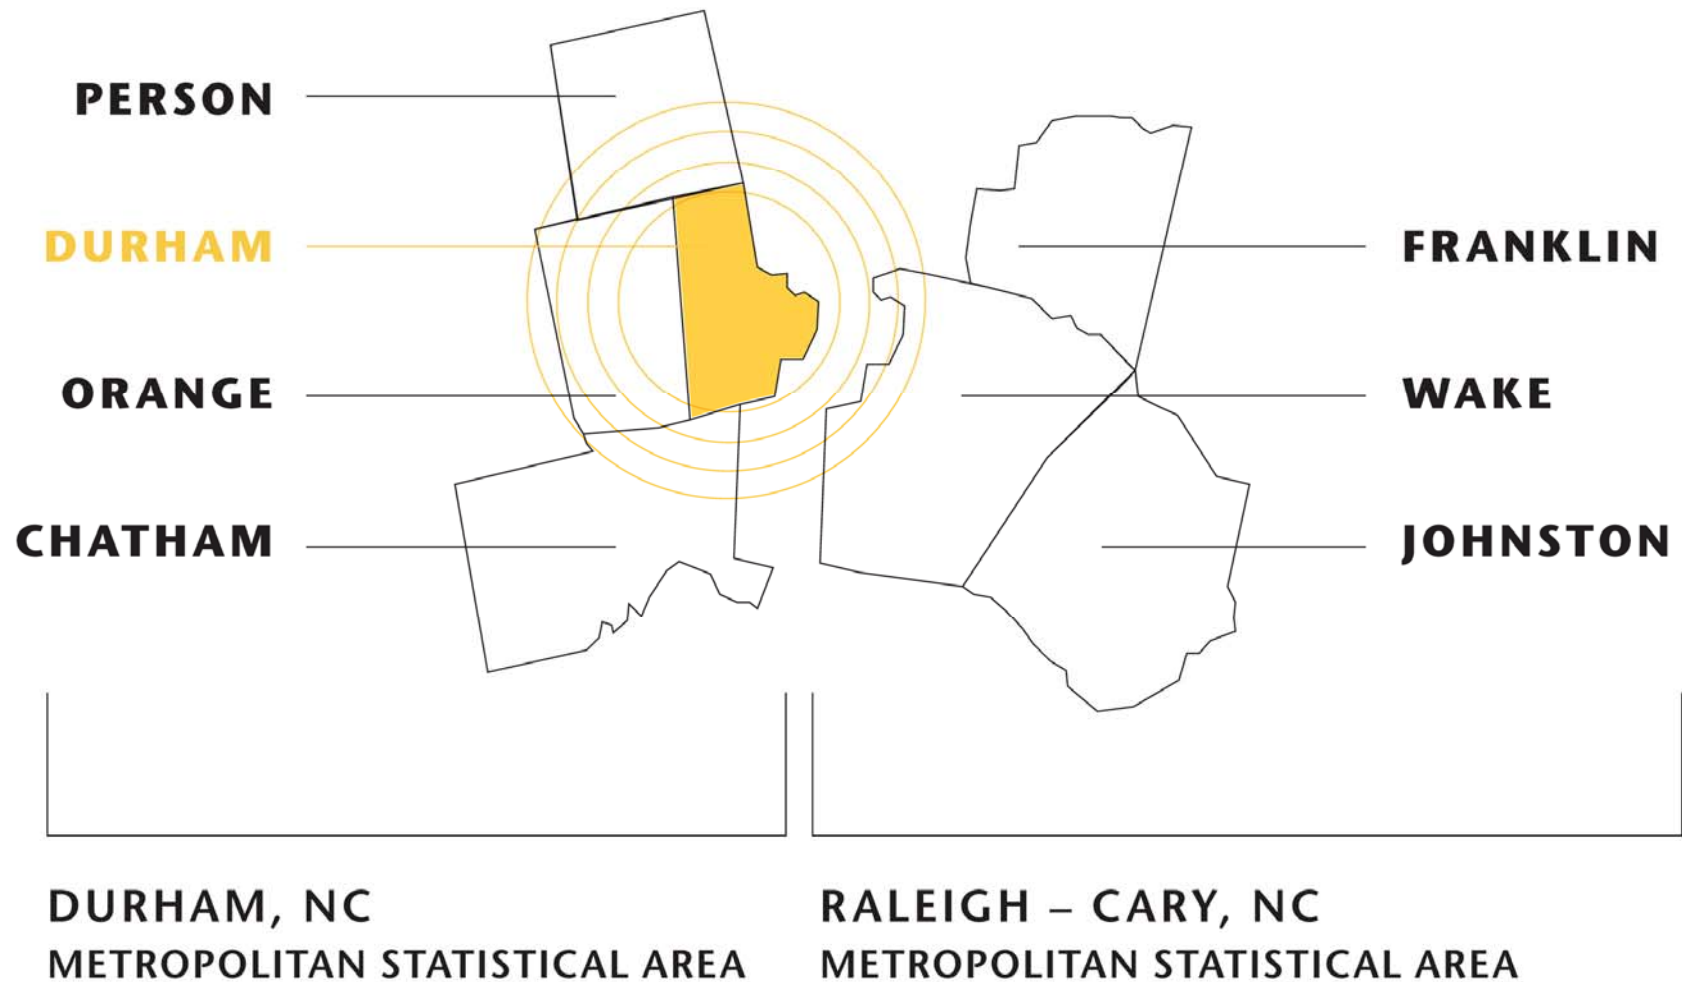 PERSON
DURHAM
ORANGE
CHATHAM
FRANKLIN
WAKE
JOHNSTON
DURHAM, NC
METROPOLITAN STATISTICAL AREA
RALEIGH – CARY, NC
METROPOLITAN STATISTICAL AREA